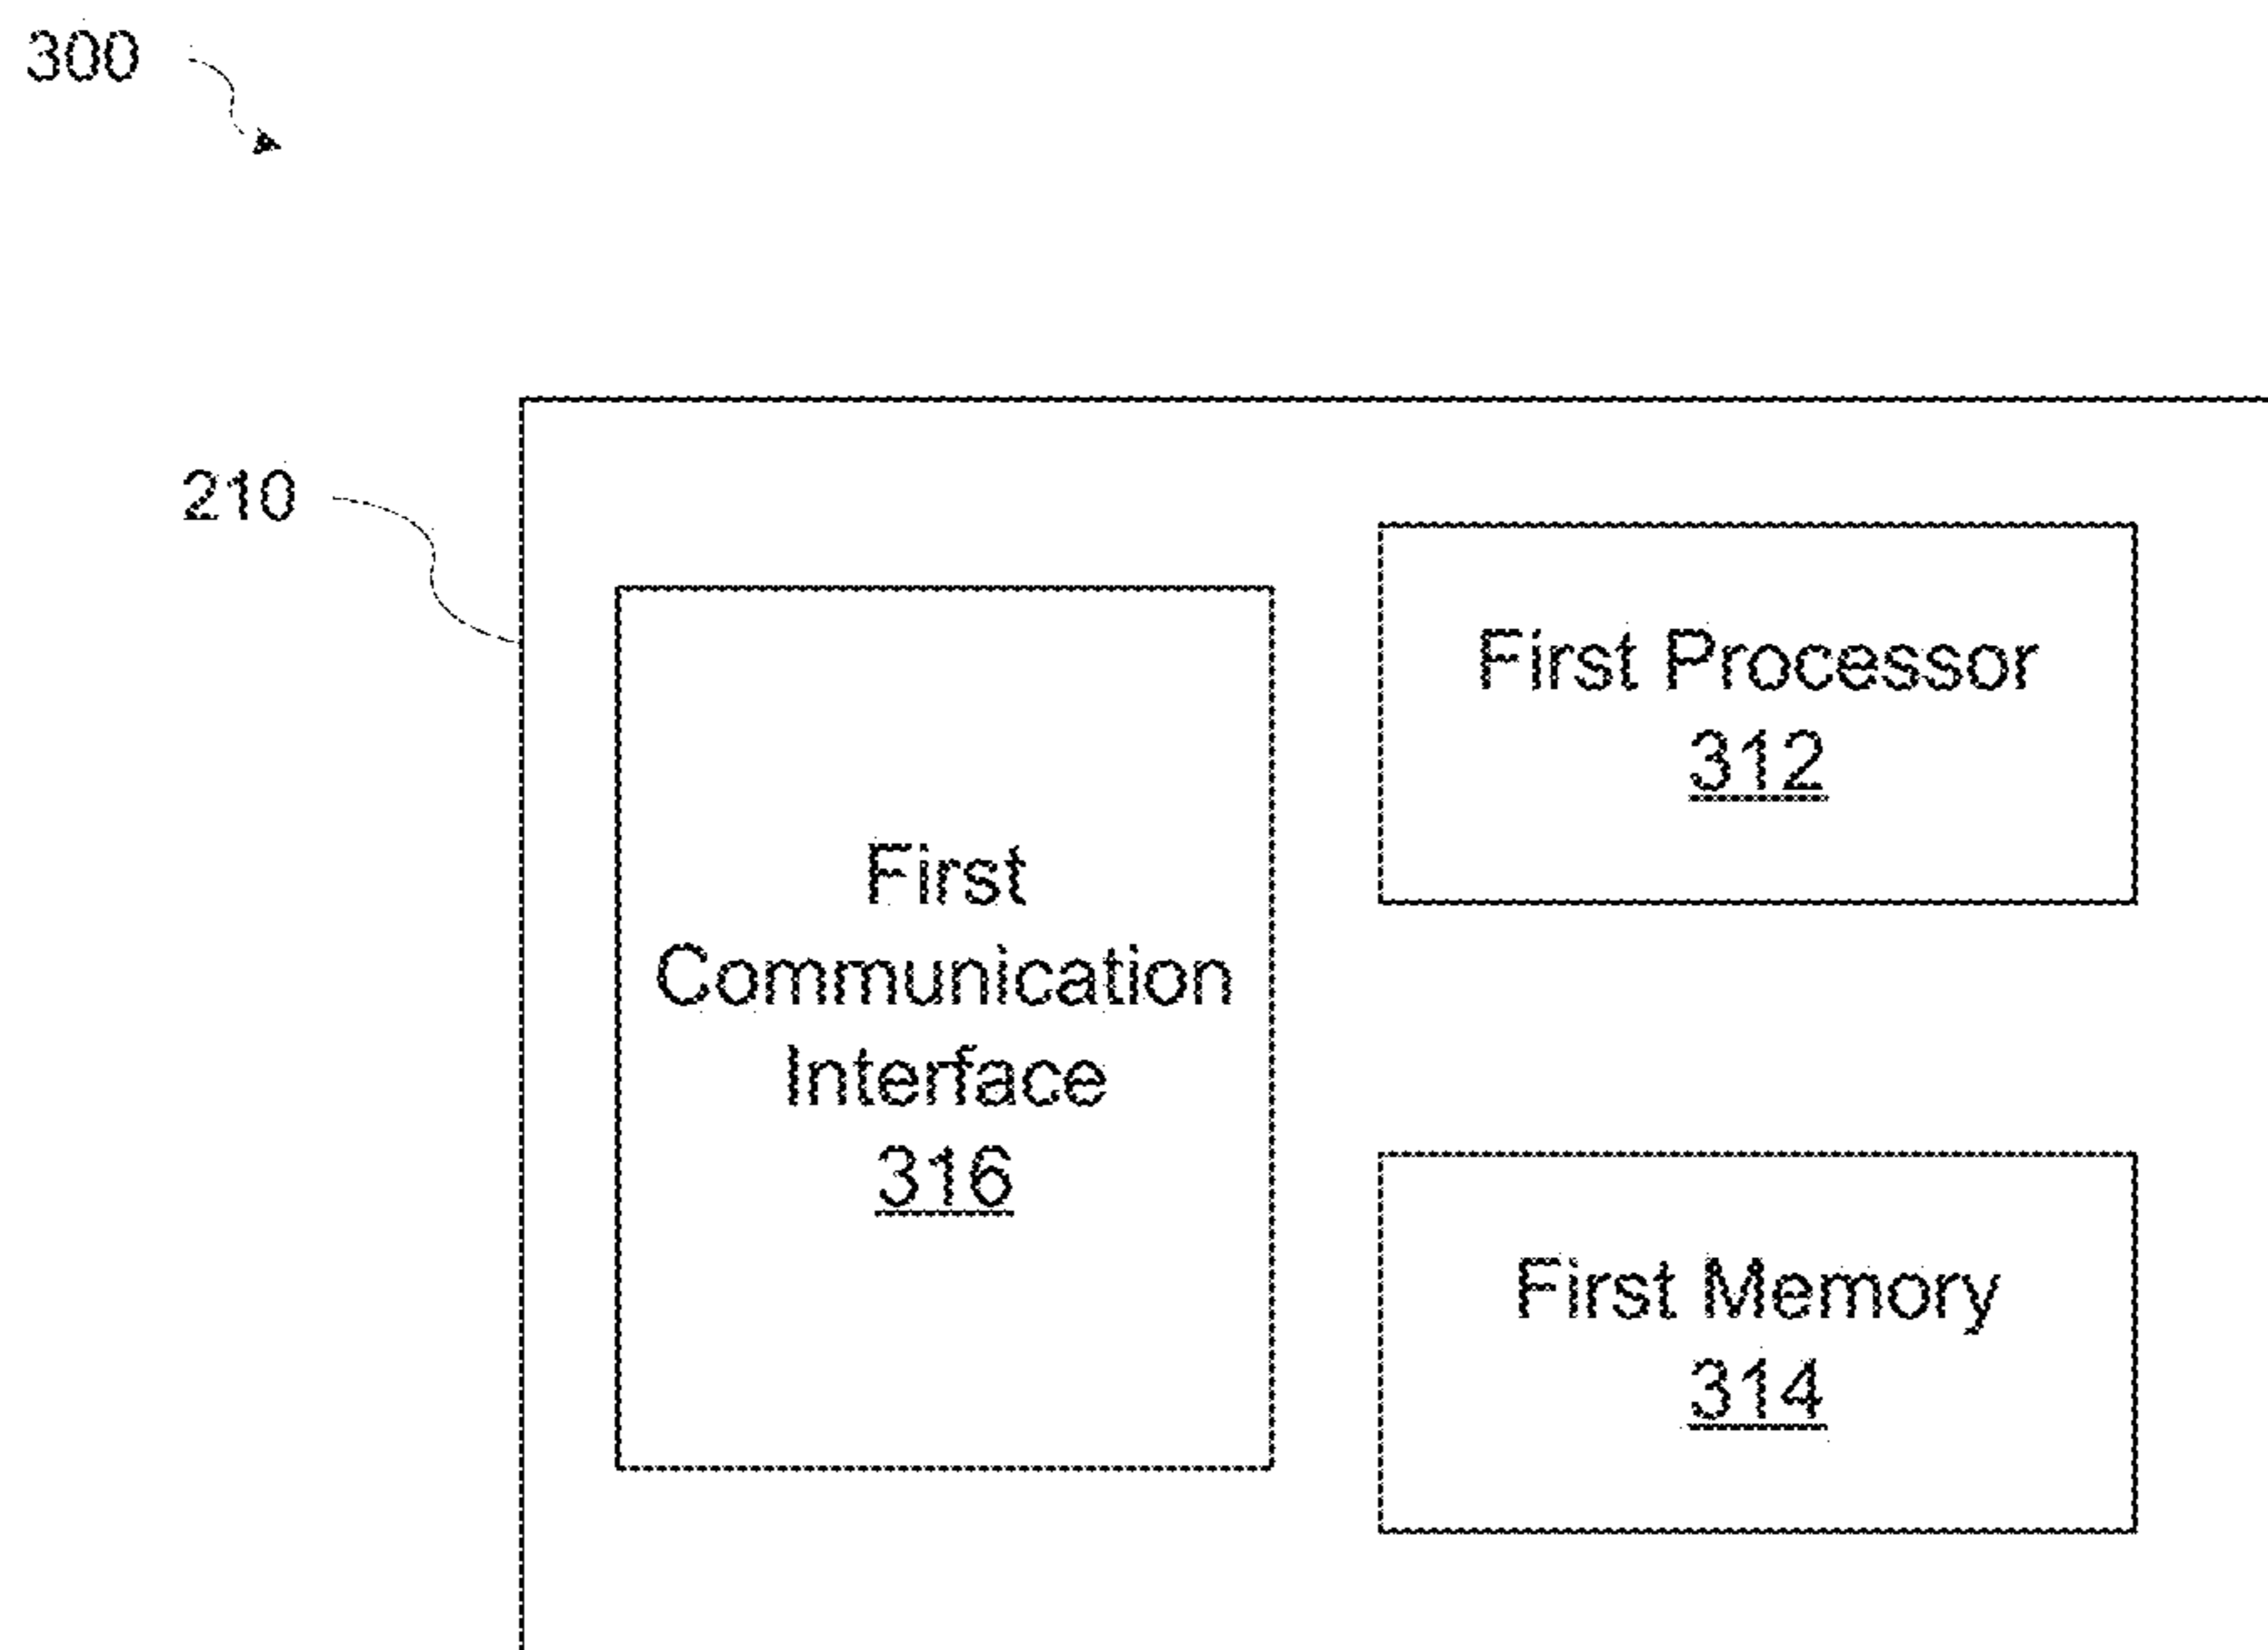 300
210
First Processor
312
First
Communication
Interface
316
First Memory
314